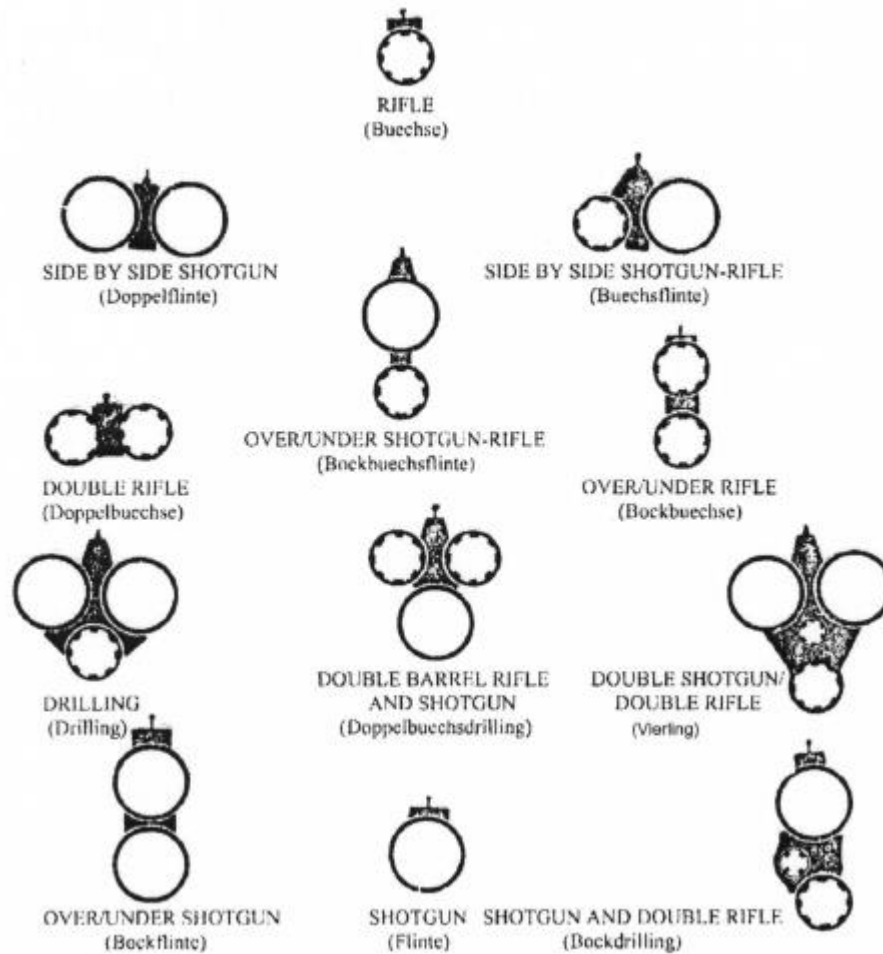 RIFLE
(Buechse)
SIDE BY SIDE SHOTGUN
(Doppelflinte)
SIDE BY SIDE SHOTGUN-RIFLE
(Buechsflinte)
OVER/UNDER SHOTGUN-RIFLE
(Bockbuechsflinte)
DOUBLE RIFLE
(Doppelbuechse)
OVER/UNDER RIFLE
(Bockbuechse)
DRILLING
(Drilling)
DOUBLE BARREL RIFLE
AND SHOTGUN
(Doppelbuechsdrilling)
DOUBLE SHOTGUN/
DOUBLE RIFLE
(Vierling)
OVER/UNDER SHOTGUN
(Bockflinte)
SHOTGUN
(Flinte)
SHOTGUN AND DOUBLE RIFLE
(Bockdrilling)